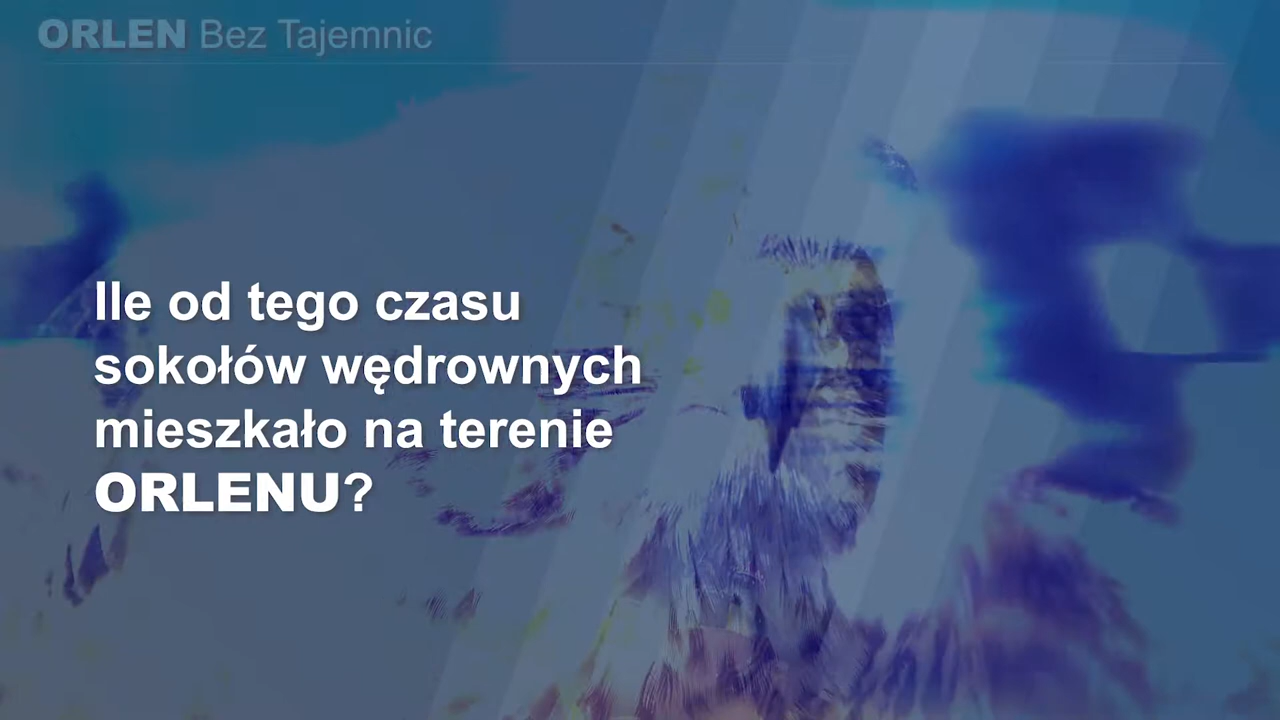 ORLEN Bez Tajemnic
Ile od tego czasu
sokołów wędrownych
mieszkało na terenie
ORLENU?